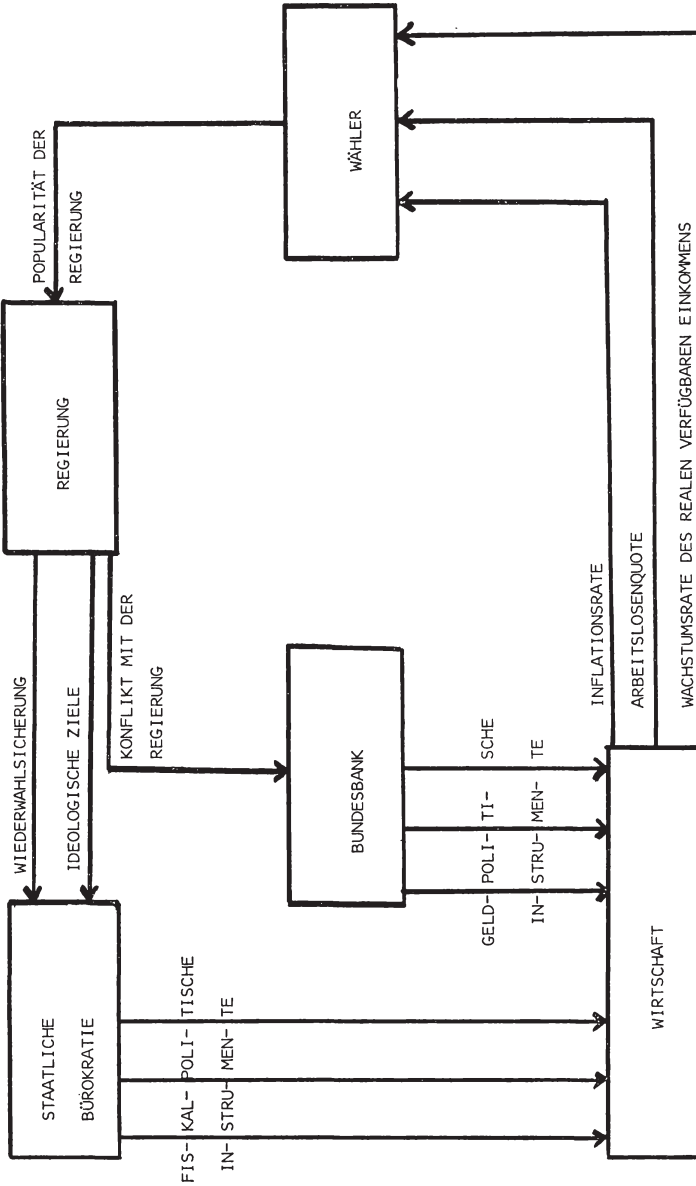 POPULARITÄT DER
REGIERUNG
WÄHLER
REGIERUNG
WIEDERWAHLSICHERUNG
IDEOLOGISCHE ZIELE
KONFLIKT MIT DER
REGIERUNG
STAATLICHE
BÜROKRATIE
BUNDESBANK
FIS- KAL- POLI- TISCHE
IN- STRU- MEN- TE
GELD- POLI- TI- SCHE
IN- STRU- MEN- TE
INFLATIONSRATE
ARBEITSLOSENQUOTE
WACHSTUMSRATE DES REALEN VERFÜGBAREN EINKOMMENS
WIRTSCHAFT